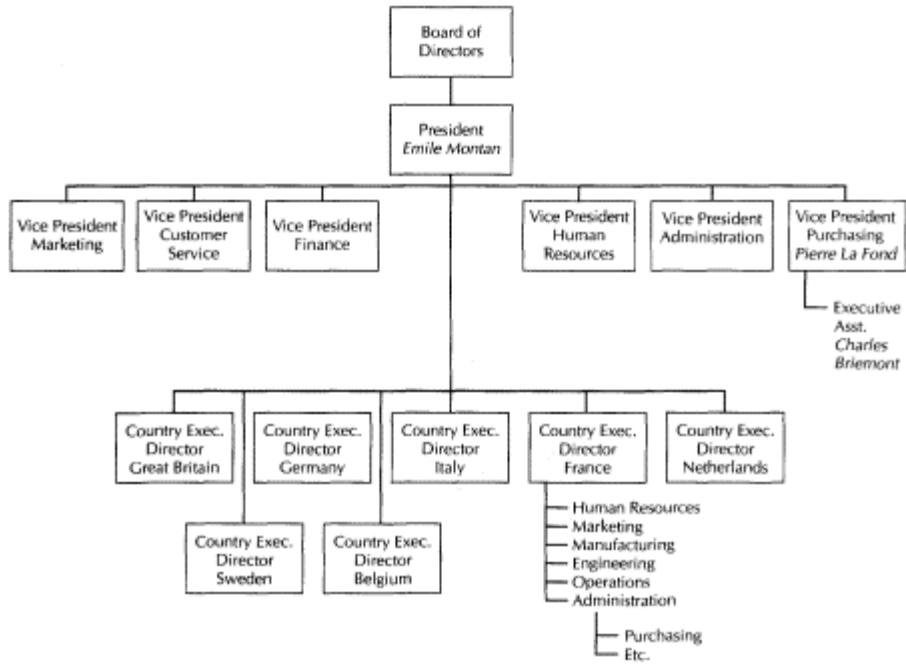 Board of
Directors
President
Emile Montan
Vice President
Marketing
Vice President
Customer
Service
Vice President
Finance
Vice President
Human
Resources
Vice President
Administration
Vice President
Purchasing
Pierre La Fond
Executive
Asst.
Charles
Briemont
Country Exec.
Director
Great Britain
Country Exec.
Director
Germany
Country Exec.
Director
Italy
Country Exec.
Director
France
Country Exec.
Director
Netherlands
Human Resources
Marketing
Manufacturing
Engineering
Operations
Administration
Purchasing
Etc.
Country Exec.
Director
Sweden
Country Exec.
Director
Belgium